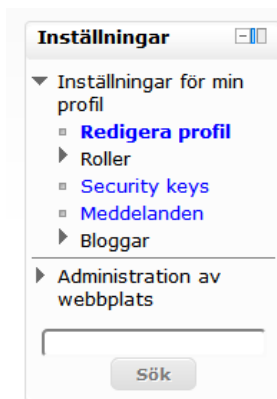 Inställningar
Inställningar för min
profil
Redigera profil
Roller
Security keys
Meddelanden
Bloggar
Administration av
webbplats
Sök